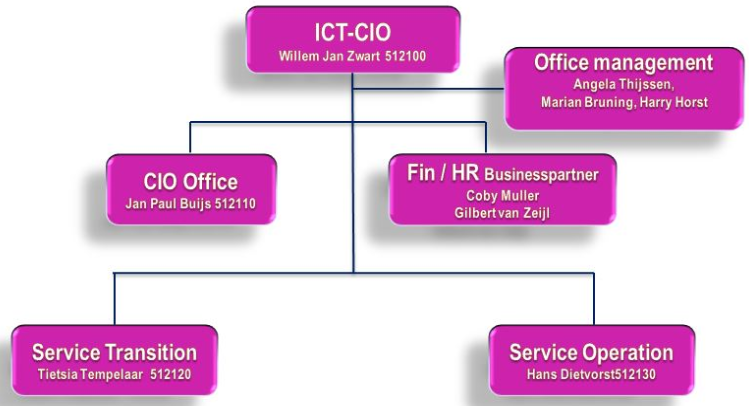 ICT-CIO
Willem Jan Zwart 512100
Office management
Angela Thijssen,
Marian Bruning, Harry Horst
CIO Office
Jan Paul Buijs 512110
Fin / HR Businesspartner
Coby Muller
Gilbert van Zeijl
Service Transition
Tietsia Tempelaar 512120
Service Operation
Hans Dietvorst512130